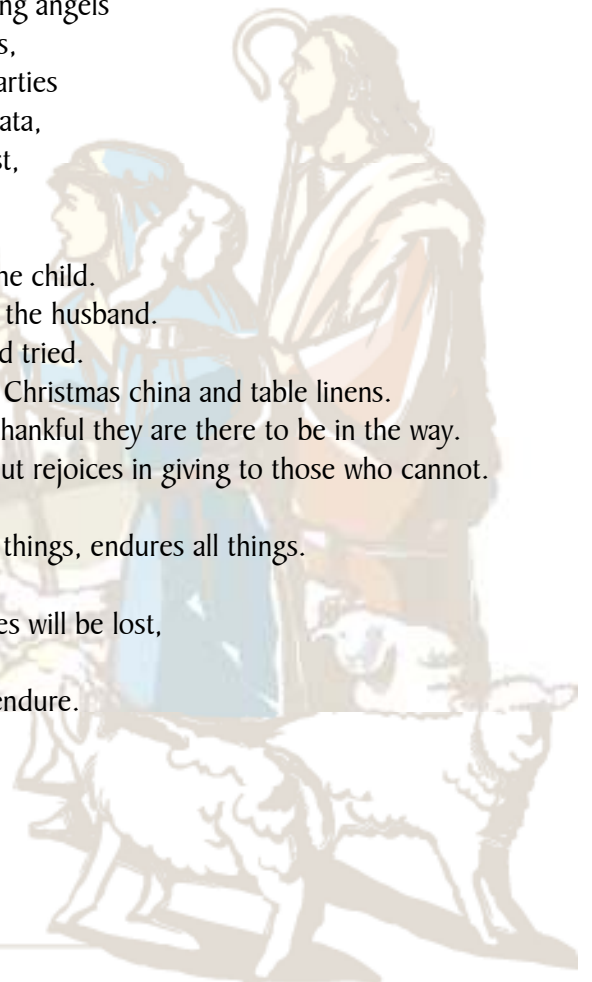 ng angels
s,
arties
ata,
st,
he child.
the husband.
d tried.
Christmas china and table linens.
hankful they are there to be in the way.
ut rejoices in giving to those who cannot.
things, endures all things.
es will be lost,
endure.